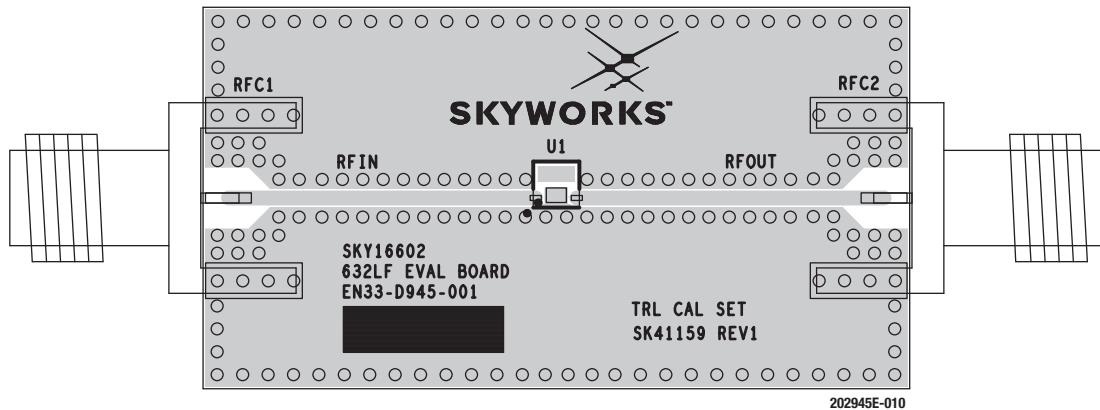 RFC1
RFC2
SKYWORKS
U1
RFIN
RFOUT
SKY16602
632LF EVAL BOARD
EN33-D945-001
TRL CAL SET
SK41159 REV1
202945E-010